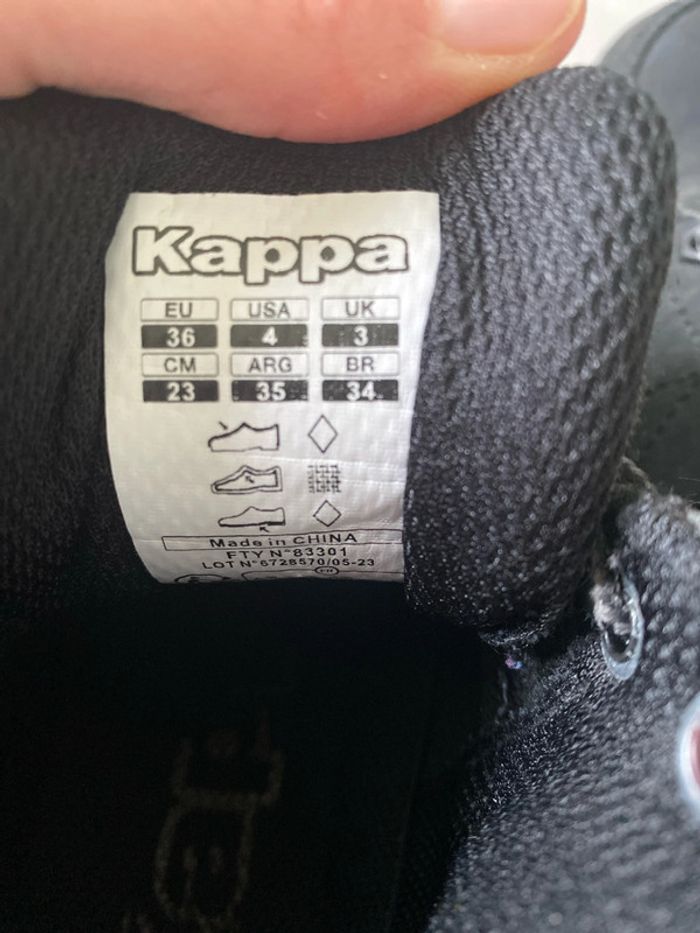 Kappa
EU USA UK
36 4 3
CM ARG BR
23 35 34
Made in CHINA
FTY N°83301
LOT N°6728570/05-23